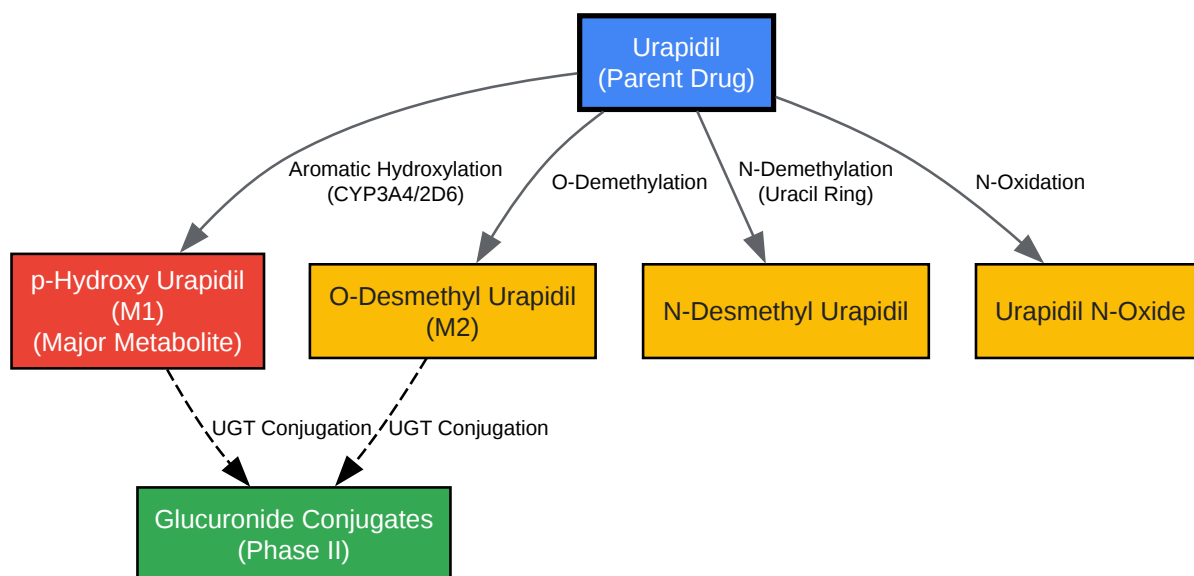 Urapidil
(Parent Drug)
Aromatic Hydroxylation
(CYP3A4/2D6)
O-Demethylation
N-Demethylation
(Uracil Ring)
N-Oxidation
p-Hydroxy Urapidil
(M1)
(Major Metabolite)
O-Desmethyl Urapidil
(M2)
N-Desmethyl Urapidil
Urapidil N-Oxide
UGT Conjugation
UGT Conjugation
Glucuronide Conjugates
(Phase II)